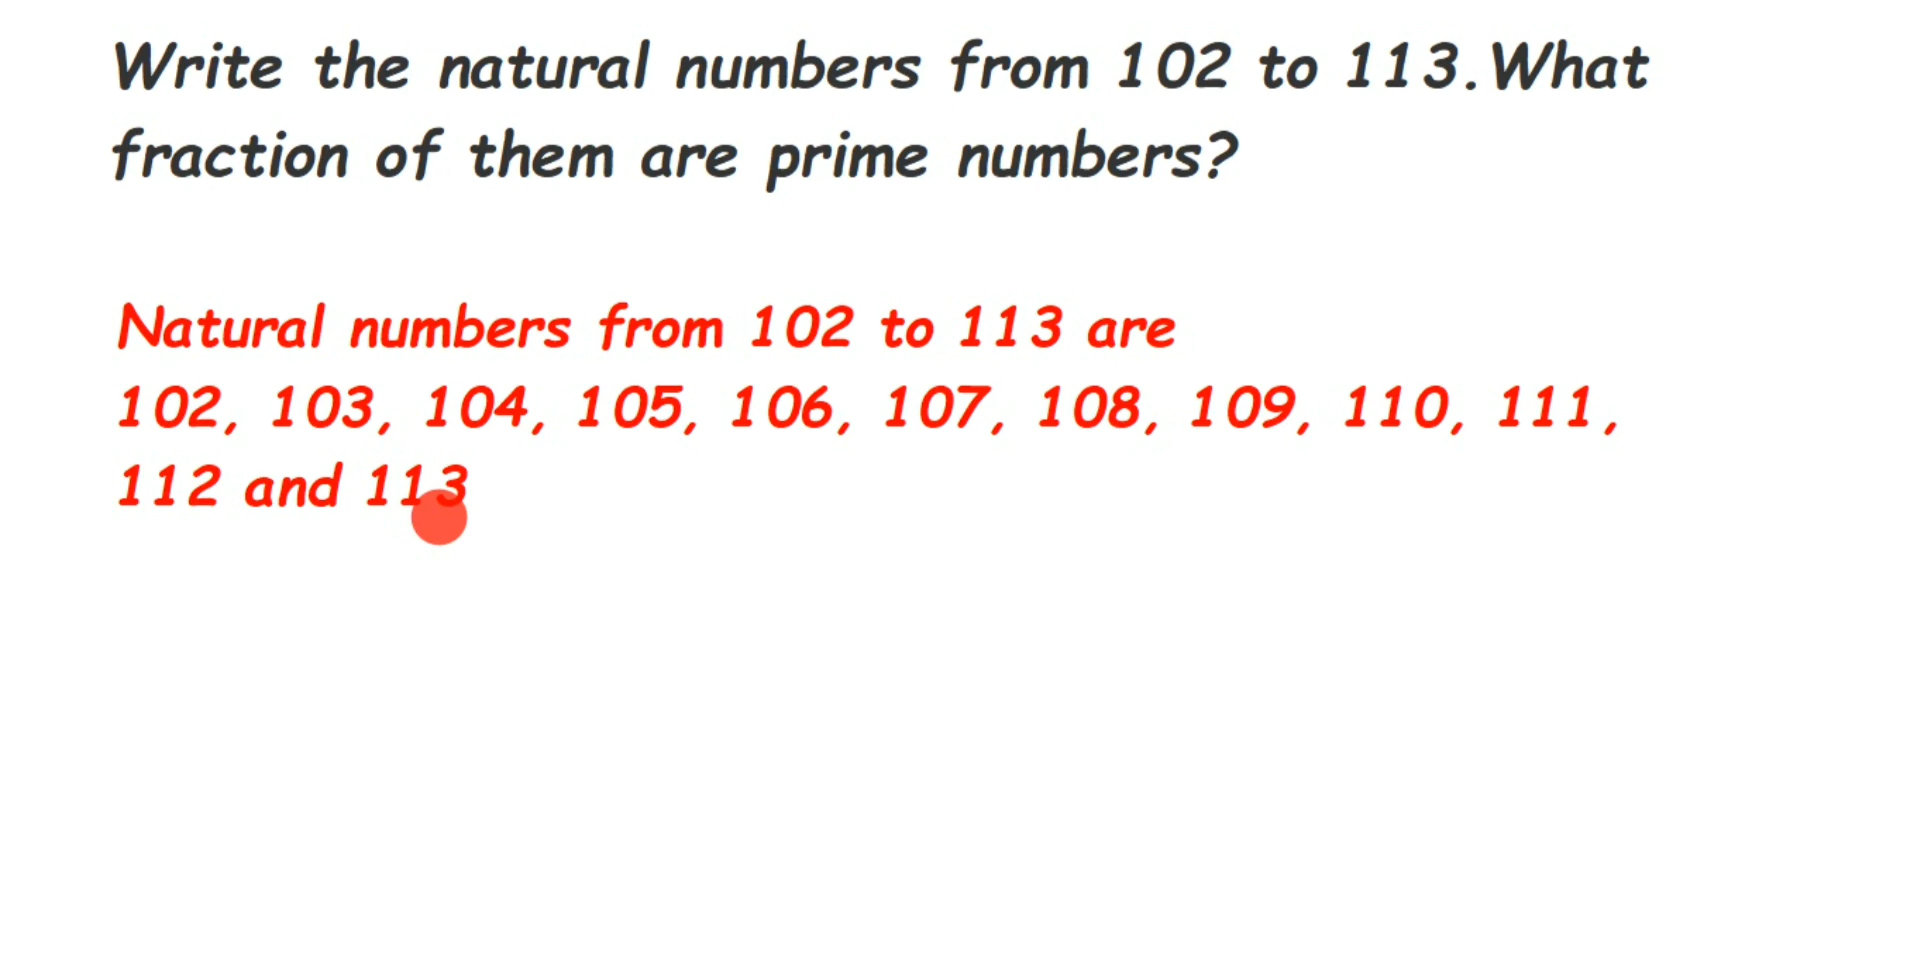 Write the natural numbers from 102 to 113.What
fraction of them are prime numbers?
Natural numbers from 102 to 113 are
102, 103, 104, 105, 106, 107, 108, 109, 110, 111,
112 and 113